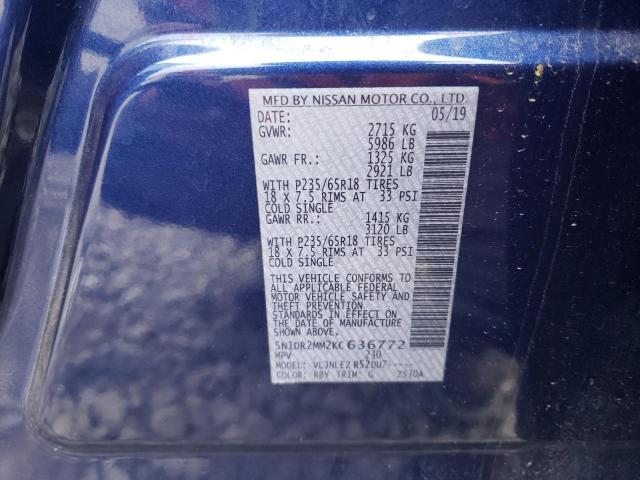 MFD BY NISSAN MOTOR CO., LTD.
DATE: 05/19
GVWR: 2715 KG
5986 LB
GAWR FR.: 1325 KG
2921 LB
WITH P235/65R18 TIRES
18 X 7.5 RIMS AT 33 PSI
COLD SINGLE
GAWR RR.: 1415 KG
3120 LB
WITH P235/65R18 TIRES
18 X 7.5 RIMS AT 33 PSI
COLD SINGLE
THIS VEHICLE CONFORMS TO
ALL APPLICABLE FEDERAL
MOTOR VEHICLE SAFETY AND
THEFT PREVENTION
STANDARDS IN EFFECT ON
THE DATE OF MANUFACTURE
SHOWN ABOVE.
5N1DR2MM2KC636772
MPV 230
MODEL: VLJNLEZ R52UU7-----
COLOR: RBY TRIM: G 2S30A